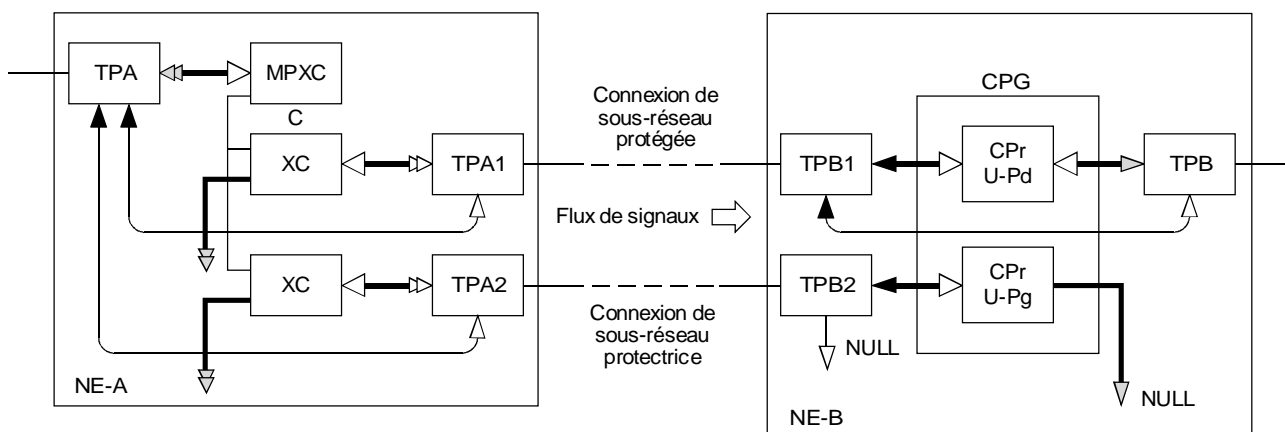 TPA
MPXC
C
XC
TPA1
XC
TPA2
NE-A
Connexion de
sous-réseau
protégée
Flux de signaux
Connexion de
sous-réseau
protectrice
CPG
TPB1
CPr
U-Pd
TPB
TPB2
CPr
U-Pg
NULL
NULL
NE-B